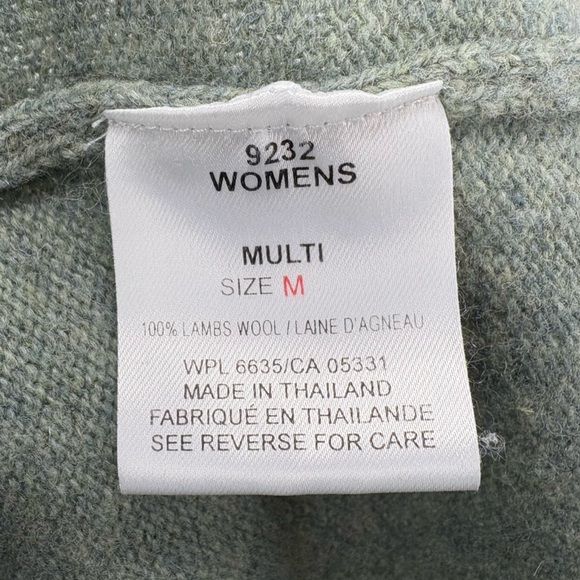 9232
WOMENS
MULTI
SIZE M
100% LAMBS WOOL / LAINE D'AGNEAU
WPL 6635/CA 05331
MADE IN THAILAND
FABRIQUÉ EN THAILANDE
SEE REVERSE FOR CARE